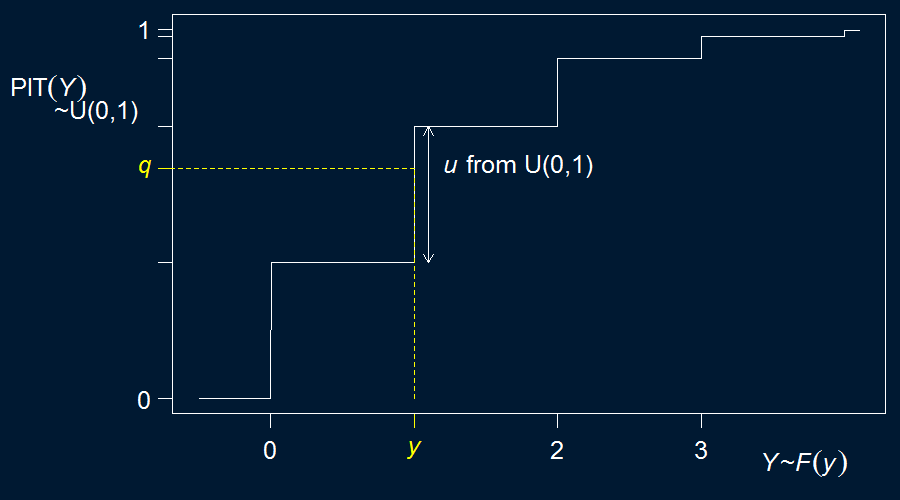 1
PIT(Y)
~U(0,1)
q
u from U(0,1)
0
0
y
2
3
Y~F(y)